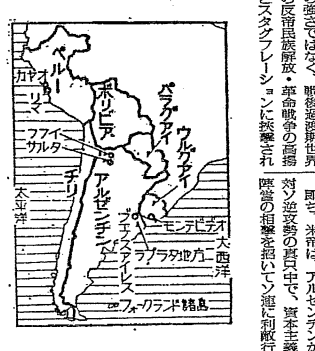 強さではなく、戦後過渡期世界
反帝民族解放・革命戦争の高揚
スタグフレーションに挟撃され
即ち、米帝は、アルゼンチンが
対ソ逆攻勢の真只中で、資本主義
陣営の相撃を招いてソ連に利敵行
ペルー
カヤオ
リマ
ボリビア
パラグァイ
ウルグァイ
フフイ
サルタ
チリ
アルゼンチン
太平洋
大西洋
モンテビデオ
ラプラタ地方
ブエノスアイレス
フォークランド諸島